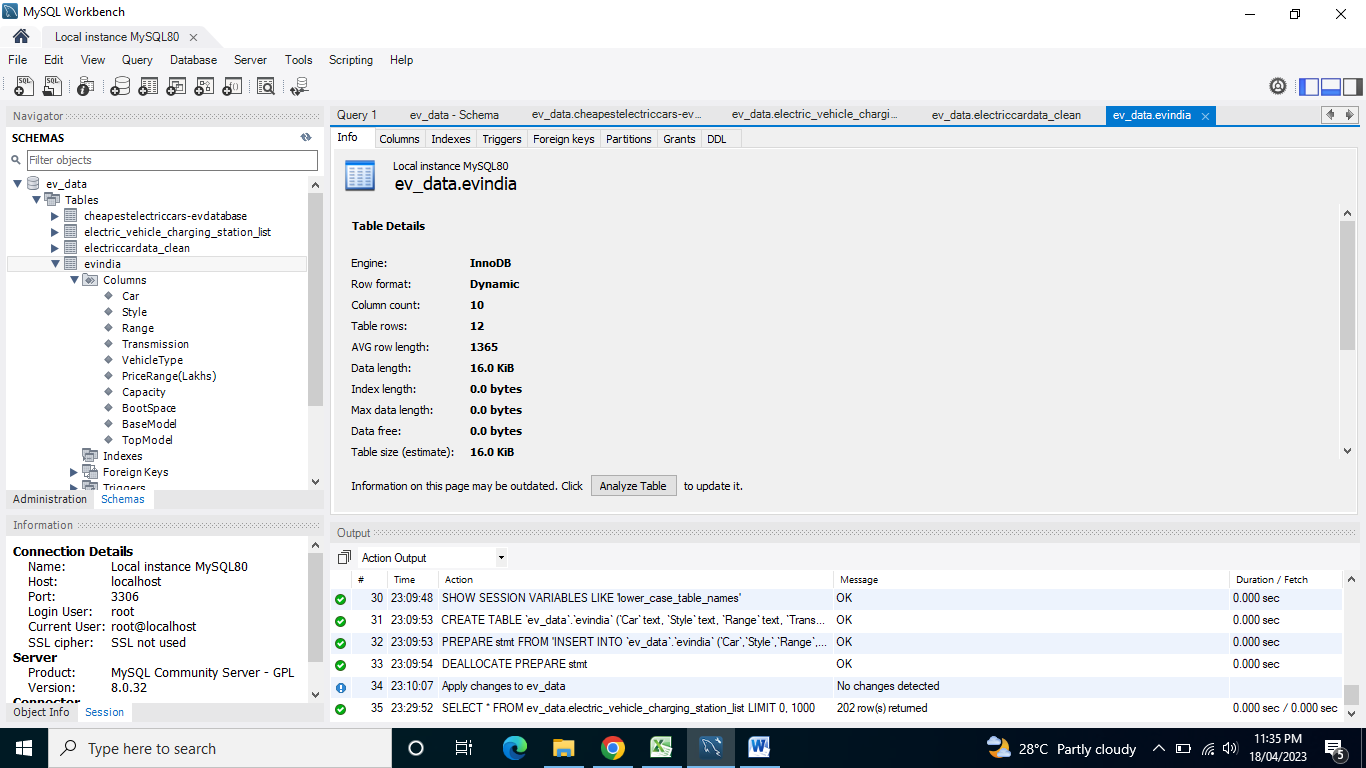 MySQL Workbench
Local instance MySQL80
File Edit View Query Database Server Tools Scripting Help
Navigator
SCHEMAS
Filter objects
ev_data
Tables
cheapestelectriccars-evdatabase
electric_vehicle_charging_station_list
electriccardata_clean
evindia
Columns
Car
Style
Range
Transmission
VehicleType
PriceRange(Lakhs)
Capacity
BootSpace
BaseModel
TopModel
Indexes
Foreign Keys
Triggers
Administration Schemas
Information
Connection Details
Name: Local instance MySQL80
Host: localhost
Port: 3306
Login User: root
Current User: root@localhost
SSL cipher: SSL not used
Server
Product: MySQL Community Server - GPL
Version: 8.0.32
Connector
Object Info Session
Query 1 ev_data - Schema ev_data.cheapestelectriccars-ev... ev_data.electric_vehicle_chargi... ev_data.electriccardata_clean ev_data.evindia
Info Columns Indexes Triggers Foreign keys Partitions Grants DDL
Local instance MySQL80
ev_data.evindia
Table Details
Engine: InnoDB
Row format: Dynamic
Column count: 10
Table rows: 12
AVG row length: 1365
Data length: 16.0 KiB
Index length: 0.0 bytes
Max data length: 0.0 bytes
Data free: 0.0 bytes
Table size (estimate): 16.0 KiB
Information on this page may be outdated. Click Analyze Table to update it.
Output
Action Output
# Time Action Message Duration / Fetch
30 23:09:48 SHOW SESSION VARIABLES LIKE 'lower_case_table_names' OK 0.000 sec
31 23:09:53 CREATE TABLE `ev_data`.`evindia` (`Car` text, `Style` text, `Range` text, `Trans... OK 0.000 sec
32 23:09:53 PREPARE stmt FROM 'INSERT INTO `ev_data`.`evindia` (`Car`,`Style`,`Range`,... OK 0.000 sec
33 23:09:54 DEALLOCATE PREPARE stmt OK 0.000 sec
34 23:10:07 Apply changes to ev_data No changes detected
35 23:29:52 SELECT * FROM ev_data.electric_vehicle_charging_station_list LIMIT 0, 1000 202 row(s) returned 0.000 sec / 0.000 sec
Type here to search
28°C Partly cloudy
11:35 PM
18/04/2023
5